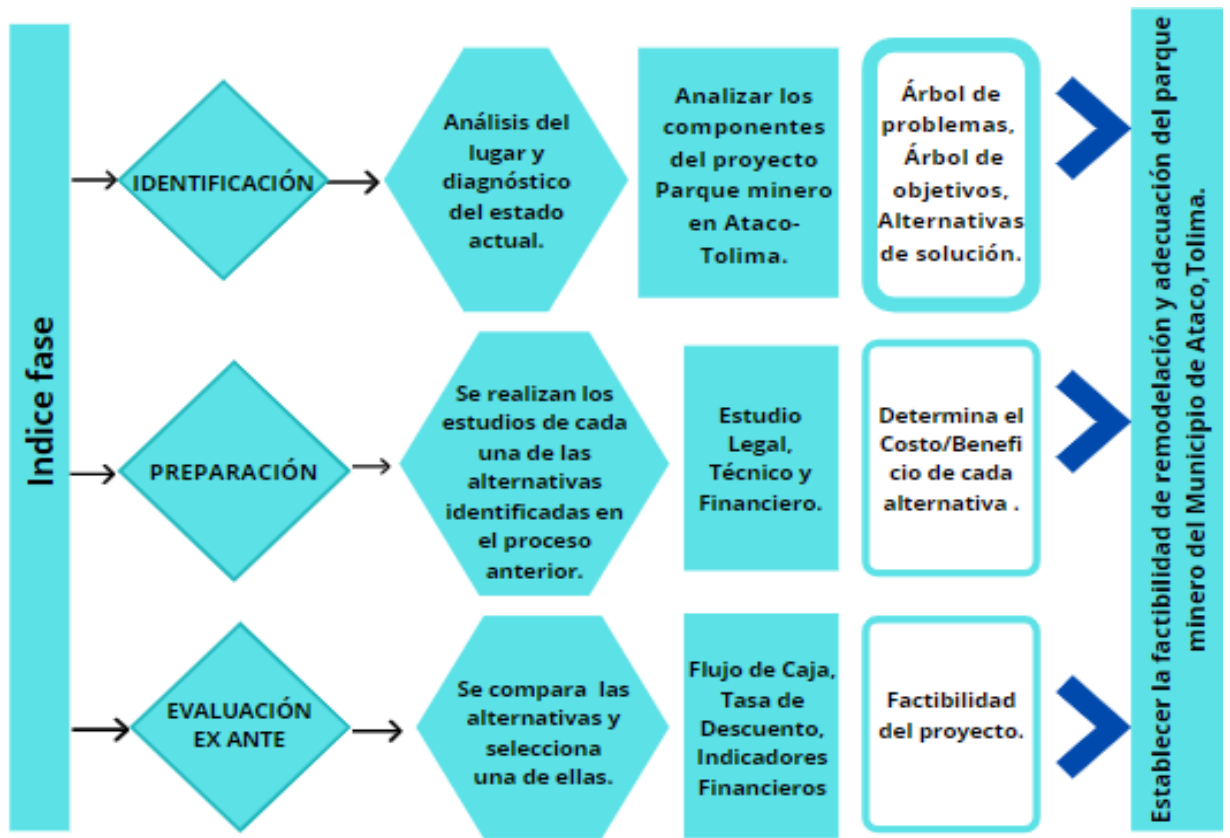 Indice fase
IDENTIFICACIÓN
Análisis del
lugar y
diagnóstico
del estado
actual.
Analizar los
componentes
del proyecto
Parque minero
en Ataco-
Tolima.
Árbol de
problemas,
Árbol de
objetivos,
Alternativas
de solución.
PREPARACIÓN
Se realizan los
estudios de cada
una de las
alternativas
identificadas en
el proceso
anterior.
Estudio
Legal,
Técnico y
Financiero.
Determina el
Costo/Benefi
cio de cada
alternativa .
EVALUACIÓN
EX ANTE
Se compara las
alternativas y
selecciona
una de ellas.
Flujo de Caja,
Tasa de
Descuento,
Indicadores
Financieros
Factibilidad
del proyecto.
Establecer la factibilidad de remodelación y adecuación del parque
minero del Municipio de Ataco,Tolima.